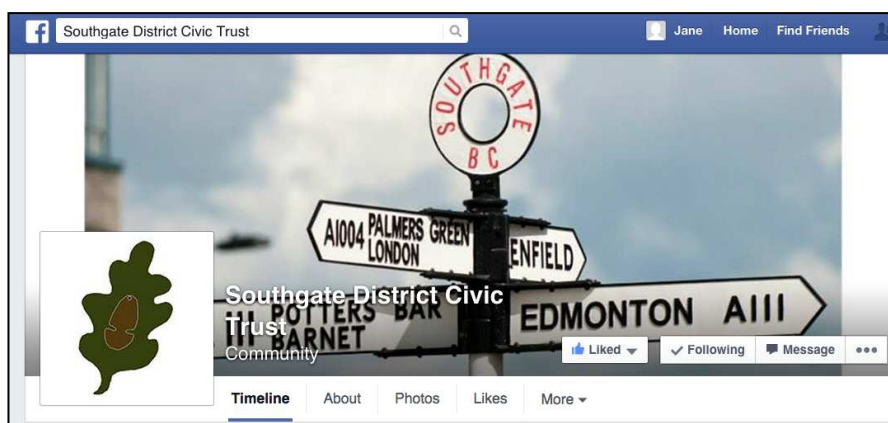 f Southgate District Civic Trust
Jane Home Find Friends
SOUTHGATE
BC
A1004 PALMERS GREEN
LONDON
ENFIELD
POTTERS BAR
BARNET
EDMONTON A111
Southgate District Civic
Trust
Community
Liked Following Message
Timeline About Photos Likes More